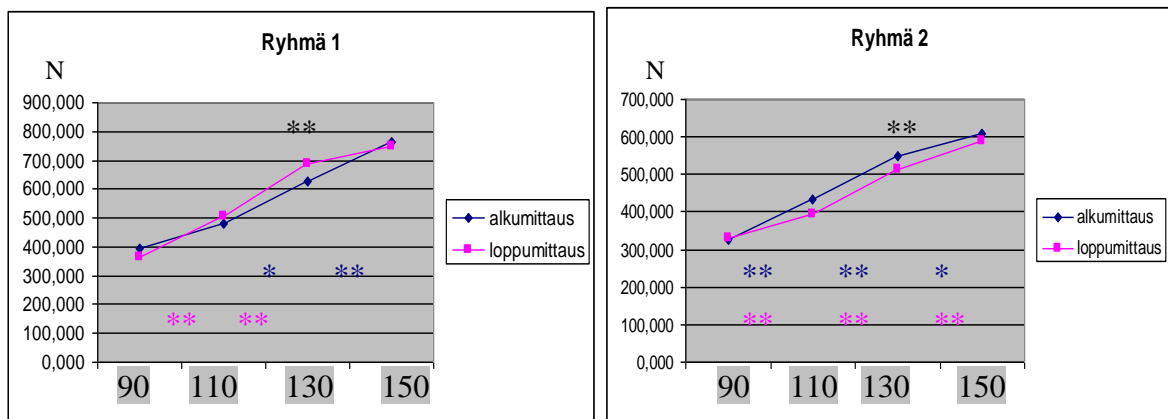 Ryhmä 1
N
900,000
800,000
700,000
600,000
500,000
400,000
300,000
200,000
100,000
0,000
**
* **
** **
90 110 130 150
alkumittaus
loppumittaus
Ryhmä 2
N
700,000
600,000
500,000
400,000
300,000
200,000
100,000
0,000
**
** ** *
** ** **
90 110 130 150
alkumittaus
loppumittaus